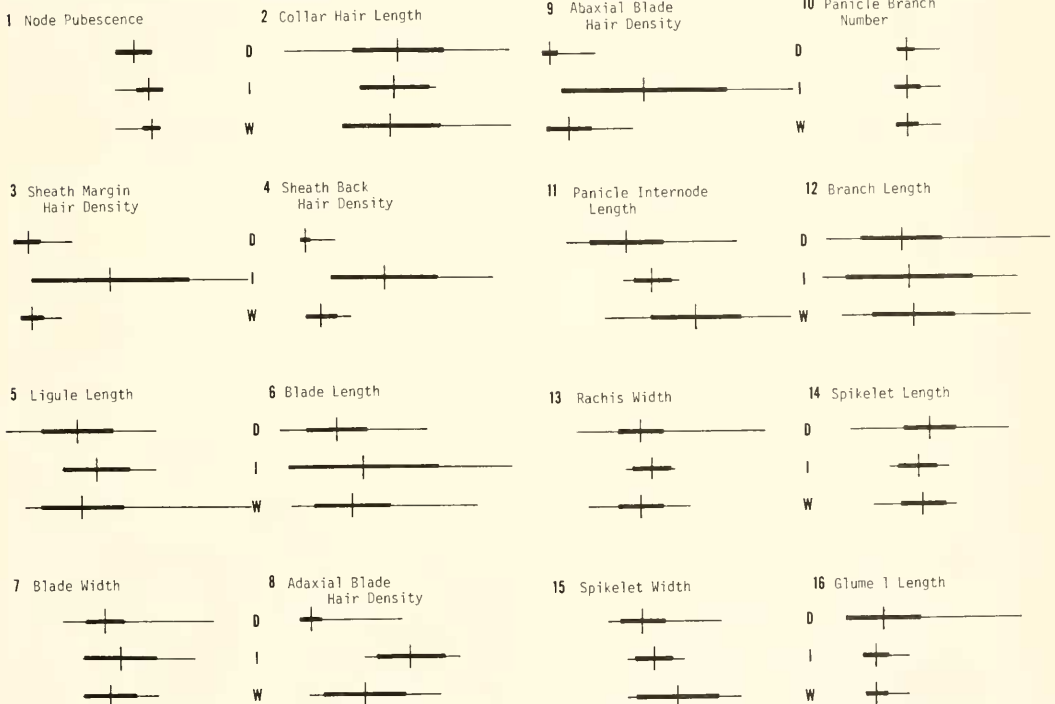 1 Node Pubescence
2 Collar Hair Length
D
I
W
3 Sheath Margin
Hair Density
4 Sheath Back
Hair Density
D
I
W
5 Ligule Length
6 Blade Length
D
I
W
7 Blade Width
8 Adaxial Blade
Hair Density
D
I
W
9 Abaxial Blade
Hair Density
10 Panicle Branch
Number
D
I
W
11 Panicle Internode
Length
12 Branch Length
D
I
W
13 Rachis Width
14 Spikelet Length
D
I
W
15 Spikelet Width
16 Glume 1 Length
D
I
W